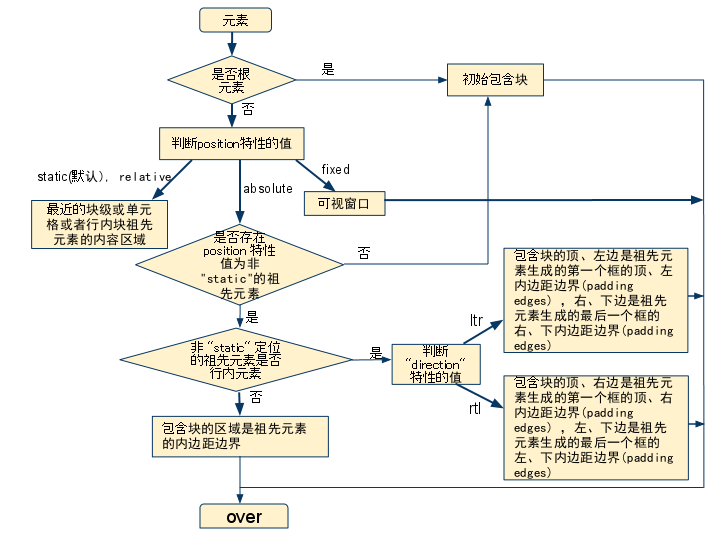 元素
是否根
元素
是
初始包含块
否
判断position特性的值
static(默认), relative
absolute
fixed
最近的块级或单元
格或者行内块祖先
元素的内容区域
可视窗口
是否存在
position 特性
值为非
"static"的祖
先元素
否
是
非 “static“ 定位
的祖先元素是否
行内元素
是
判断
“direction“
特性的值
ltr
包含块的顶、左边是祖先元
素生成的第一个框的顶、左
内边距边界(padding
edges) , 右、下边是祖先
元素生成的最后一个框的
右、下内边距边界(padding
edges)
rtl
包含块的顶、右边是祖先元
素生成的第一个框的顶、右
内边距边界(padding
edges) , 左、下边是祖先
元素生成的最后一个框的
左、下内边距边界(padding
edges)
否
包含块的区域是祖先元素
的内边距边界
over